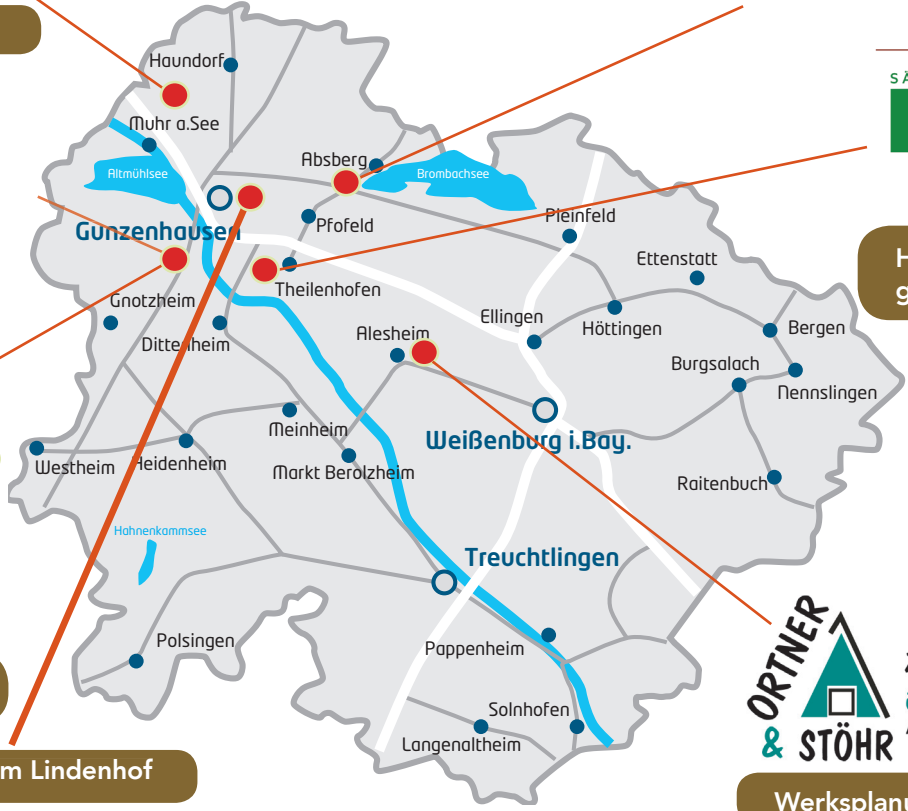 Haundorf
Muhr a.See
Altmühlsee
Absberg
Brombachsee
SÄ
Gunzenhausen
Pfofeld
Pleinfeld
Theilenhofen
Ettenstatt
H
g
Gnotzheim
Dittenheim
Alesheim
Ellingen
Höttingen
Bergen
Burgsalach
Nennslingen
Meinheim
Weißenburg i.Bay.
Westheim
Heidenheim
Markt Berolzheim
Raitenbuch
Hahnenkammsee
Treuchtlingen
Polsingen
Pappenheim
Solnhofen
Langenaltheim
ORTNER
& STÖHR
m Lindenhof
Werksplanu